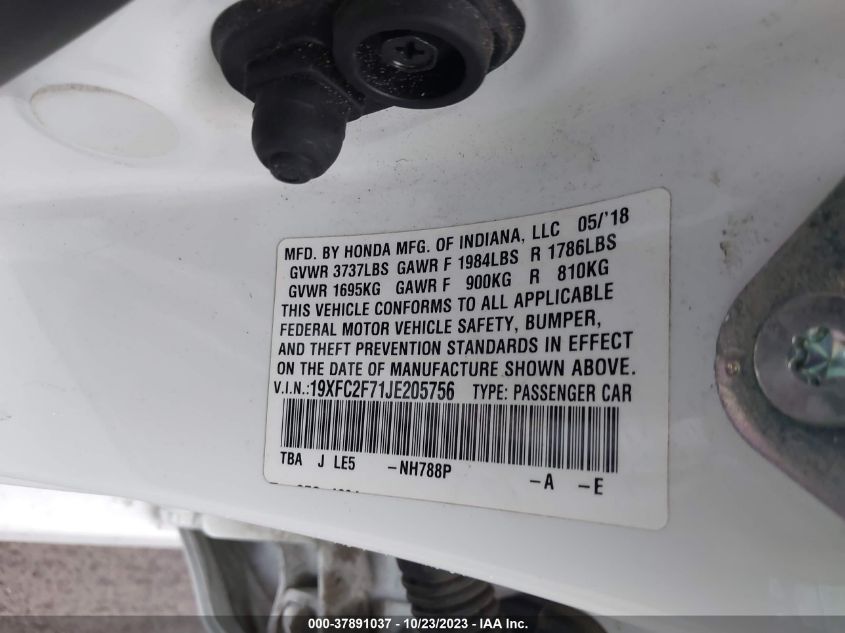 MFD. BY HONDA MFG. OF INDIANA, LLC 05/'18
GVWR 3737LBS GAWR F 1984LBS R 1786LBS
GVWR 1695KG GAWR F 900KG R 810KG
THIS VEHICLE CONFORMS TO ALL APPLICABLE
FEDERAL MOTOR VEHICLE SAFETY, BUMPER,
AND THEFT PREVENTION STANDARDS IN EFFECT
ON THE DATE OF MANUFACTURE SHOWN ABOVE.
V.I.N.:19XFC2F71JE205756 TYPE: PASSENGER CAR
TBA J LE5 -NH788P -A -E
000-37891037 - 10/23/2023 - IAA Inc.